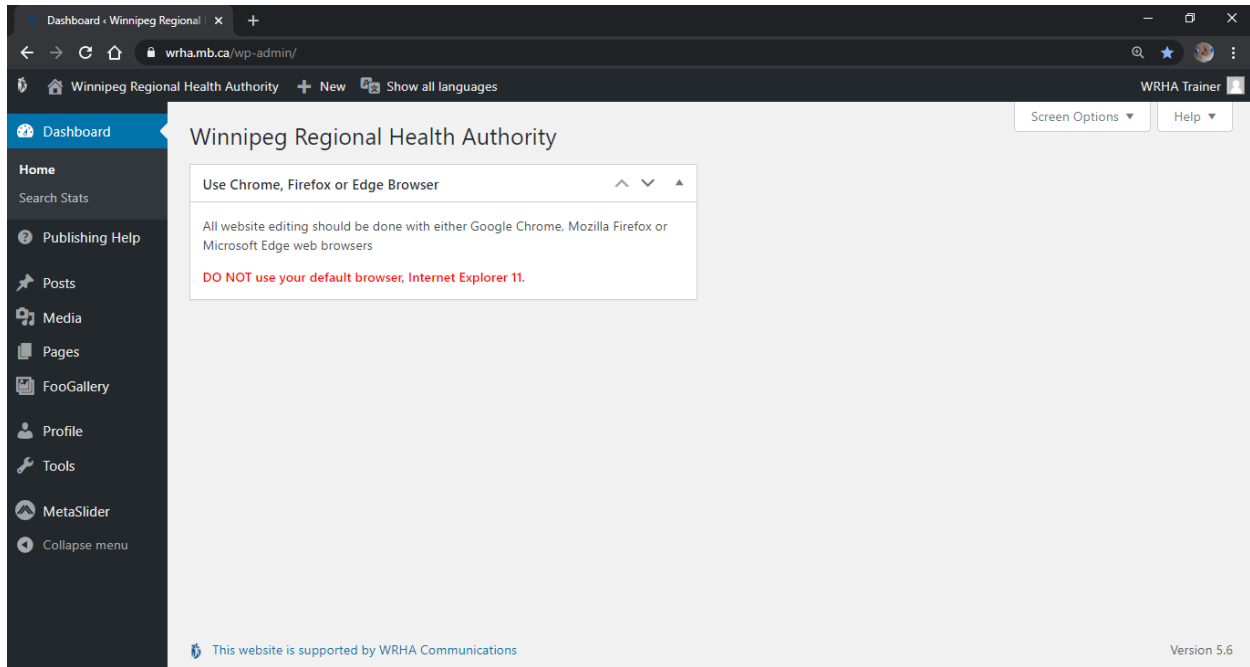 Dashboard ‹ Winnipeg Regional
wrha.mb.ca/wp-admin/
Winnipeg Regional Health Authority New Show all languages WRHA Trainer
Screen Options Help
Dashboard
Winnipeg Regional Health Authority
Home
Search Stats
Use Chrome, Firefox or Edge Browser
All website editing should be done with either Google Chrome, Mozilla Firefox or
Microsoft Edge web browsers
DO NOT use your default browser, Internet Explorer 11.
Publishing Help
Posts
Media
Pages
FooGallery
Profile
Tools
MetaSlider
Collapse menu
This website is supported by WRHA Communications
Version 5.6